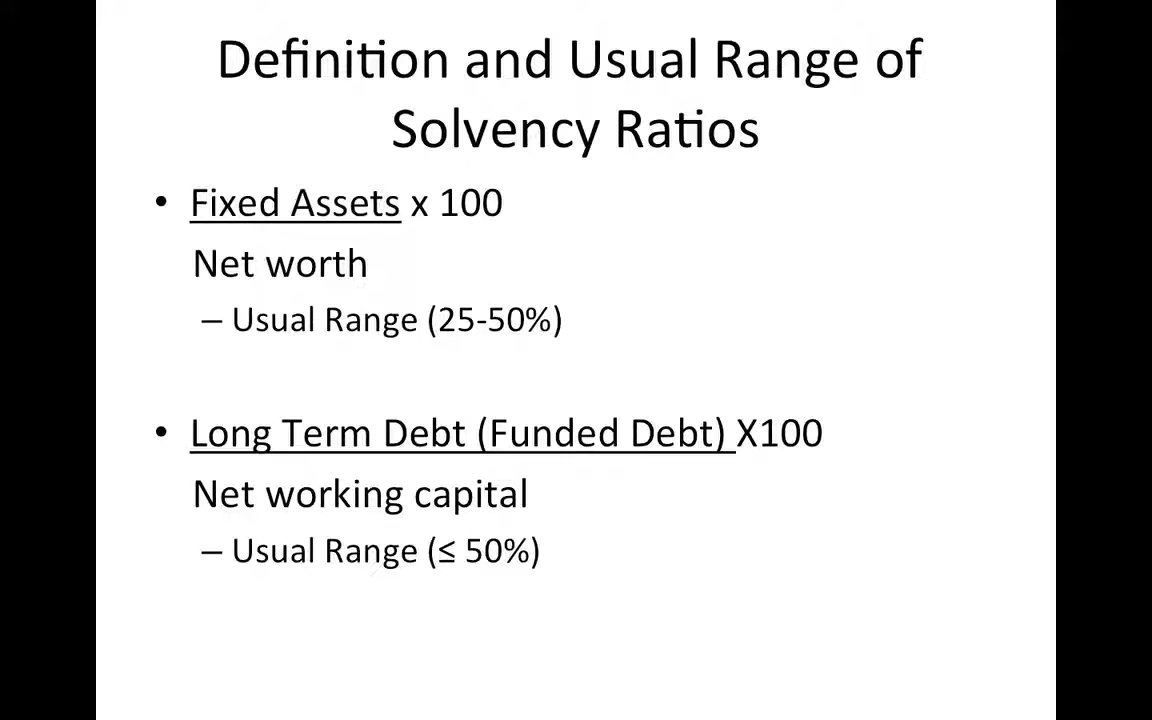 Definition and Usual Range of
Solvency Ratios
• Fixed Assets x 100
Net worth
– Usual Range (25-50%)
• Long Term Debt (Funded Debt) X100
Net working capital
– Usual Range (≤ 50%)